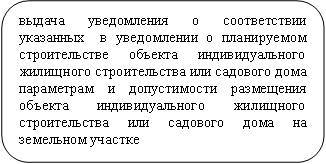 выдача уведомления о соответствии
указанных в уведомлении о планируемом
строительстве объекта индивидуального
жилищного строительства или садового дома
параметрам и допустимости размещения
объекта индивидуального жилищного
строительства или садового дома на
земельном участке